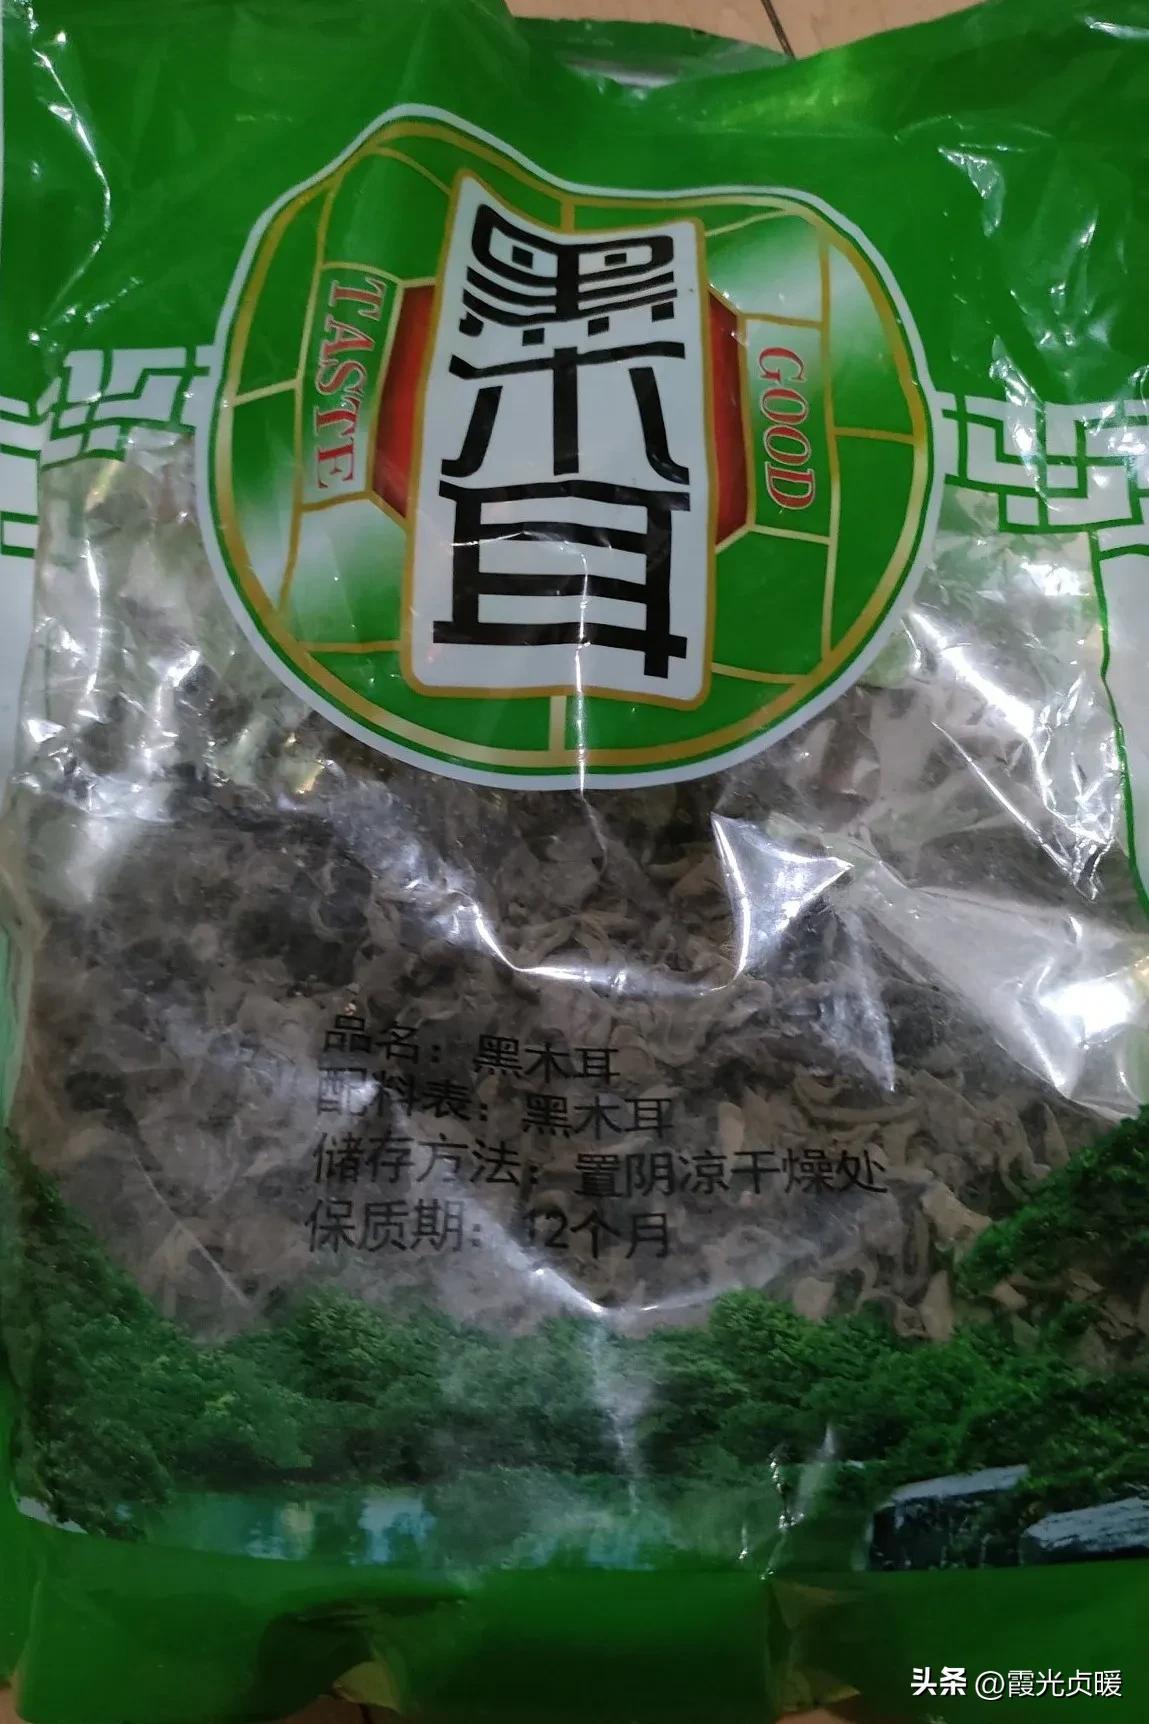 黑木耳
TASTE
GOOD
品名：黑木耳
配料表：黑木耳
储存方法：置阴凉干燥处
保质期：12个月
头条 @霞光贞暖